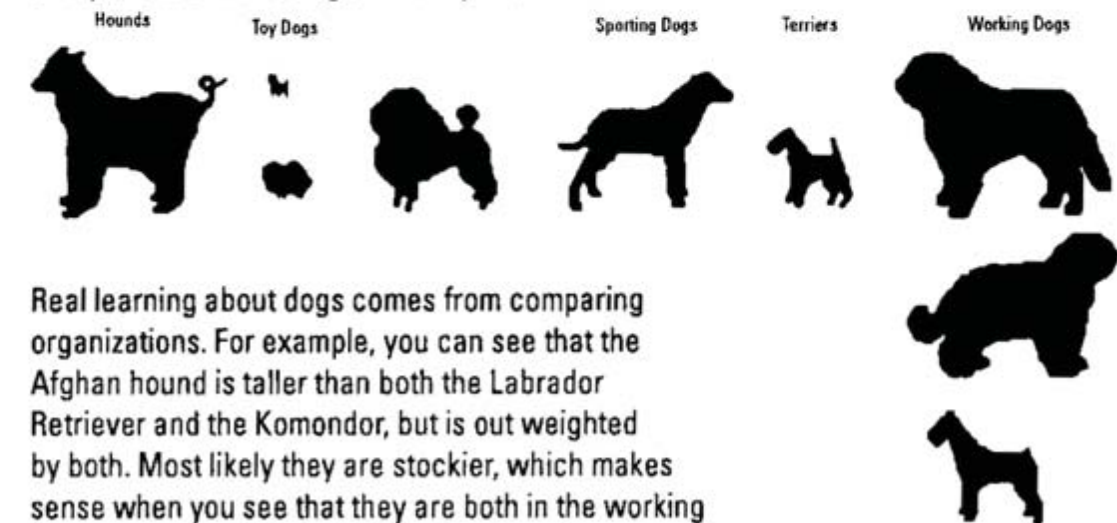 Hounds
Toy Dogs
Sporting Dogs
Terriers
Working Dogs
Real learning about dogs comes from comparing
organizations. For example, you can see that the
Afghan hound is taller than both the Labrador
Retriever and the Komondor, but is out weighted
by both. Most likely they are stockier, which makes
sense when you see that they are both in the working